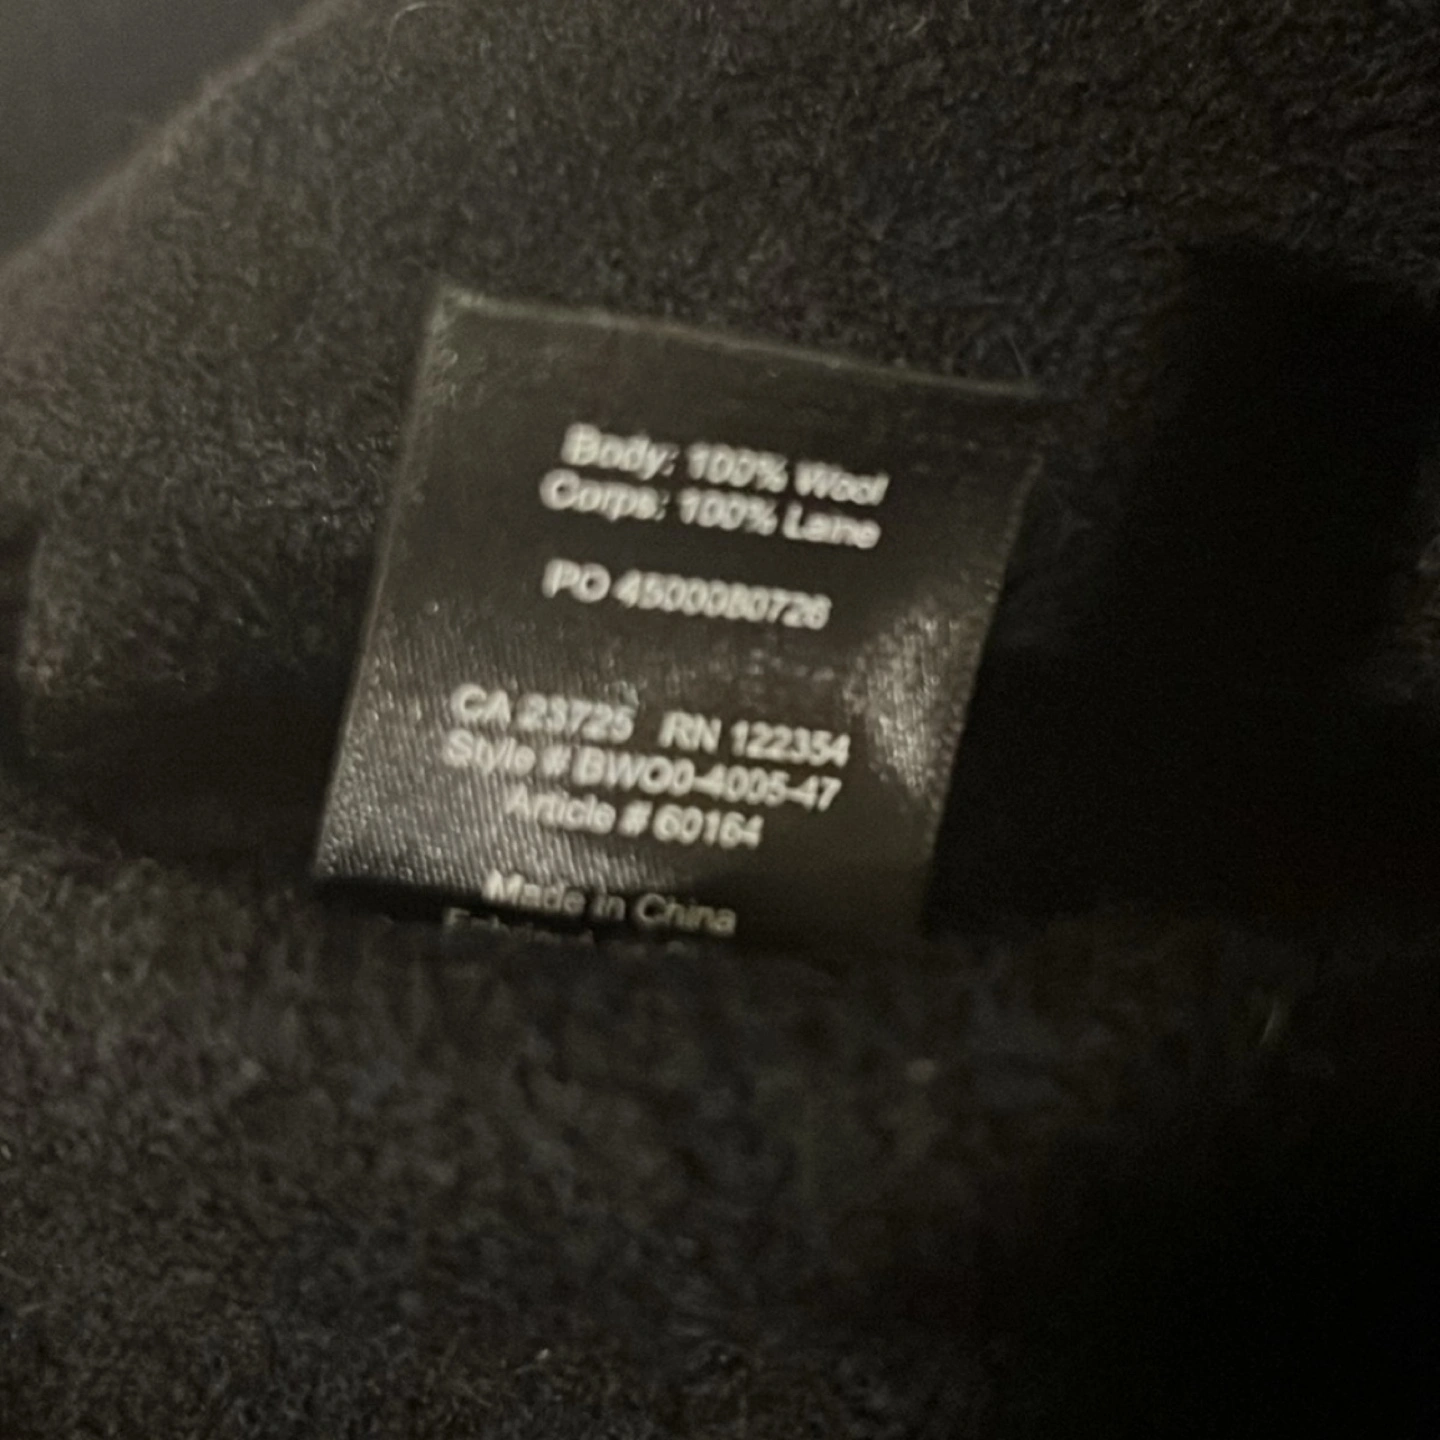 Body: 100% Wool
Corps: 100% Laine
PO 4500080726
CA 23725 RN 122354
Style # BWO0-4005-47
Article # 60164
Made in China